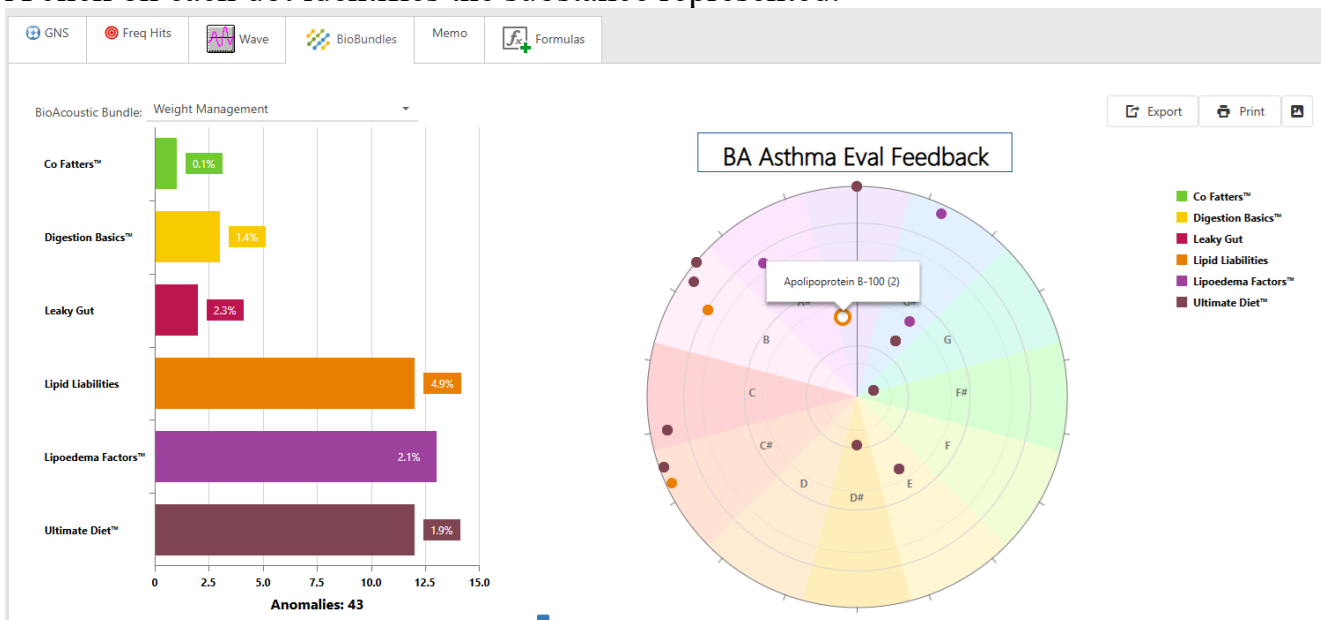 GNS
Freq Hits
Wave
BioBundles
Memo
Formulas
BioAcoustic Bundle: Weight Management
Export
Print
Co Fatters™
0.1%
Digestion Basics™
1.4%
Leaky Gut
2.3%
Lipid Liabilities
4.9%
Lipoedema Factors™
2.1%
Ultimate Diet™
1.9%
0 2.5 5.0 7.5 10.0 12.5 15.0
Anomalies: 43
BA Asthma Eval Feedback
Apolipoprotein B-100 (2)
A#
G#
B
G
C
F#
C#
F
D
E
D#
Co Fatters™
Digestion Basics™
Leaky Gut
Lipid Liabilities
Lipoedema Factors™
Ultimate Diet™